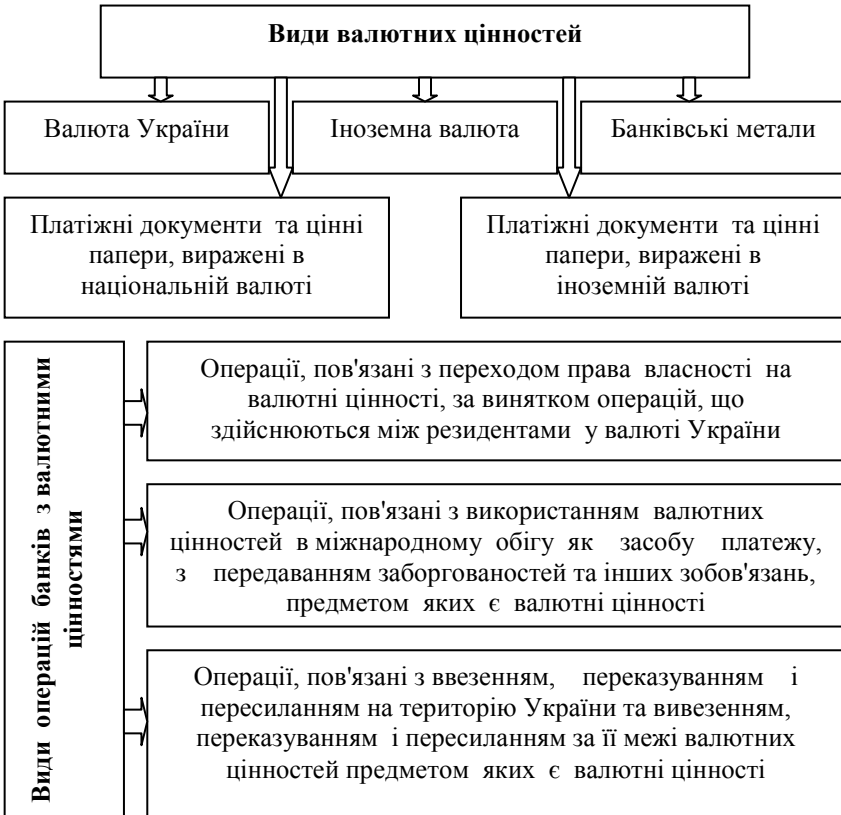 Види валютних цінностей
Валюта України
Іноземна валюта
Банківські метали
Платіжні документи та цінні
папери, виражені в
національній валюті
Платіжні документи та цінні
папери, виражені в
іноземній валюті
Види операцій банків з валютними
цінностями
Операції, пов'язані з переходом права власності на
валютні цінності, за винятком операцій, що
здійснюються між резидентами у валюті України
Операції, пов'язані з використанням валютних
цінностей в міжнародному обігу як засобу платежу,
з передаванням заборгованостей та інших зобов'язань,
предметом яких є валютні цінності
Операції, пов'язані з ввезенням, переказуванням і
пересиланням на територію України та вивезенням,
переказуванням і пересиланням за її межі валютних
цінностей предметом яких є валютні цінності